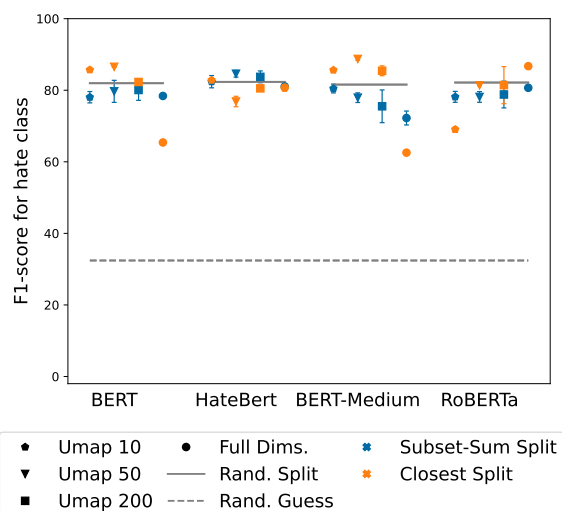 100
80
60
40
20
0
F1-score for hate class
BERT HateBert BERT-Medium RoBERTa
Umap 10 Full Dims. Subset-Sum Split
Umap 50 Rand. Split Closest Split
Umap 200 Rand. Guess